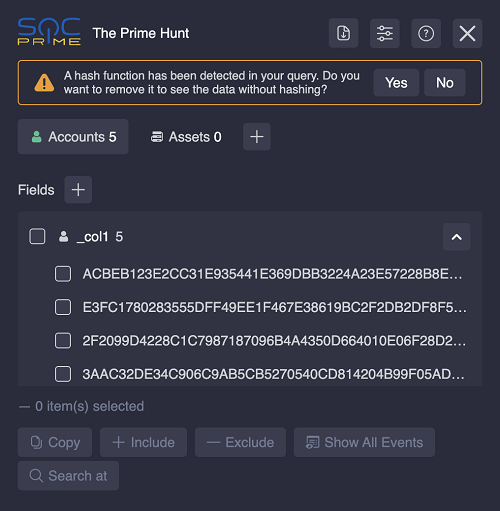 SOC
PRIME
The Prime Hunt
A hash function has been detected in your query. Do you
want to remove it to see the data without hashing?
Yes
No
Accounts 5
Assets 0
Fields
_col1 5
ACBEB123E2CC31E935441E369DBB3224A23E57228B8E...
E3FC1780283555DFF49EE1F467E38619BC2F2DB2DF8F5...
2F2099D4228C1C7987187096B4A4350D664010E06F28D2...
3AAC32DE34C906C9AB5CB5270540CD814204B99F05AD...
— 0 item(s) selected
Copy
Include
Exclude
Show All Events
Search at